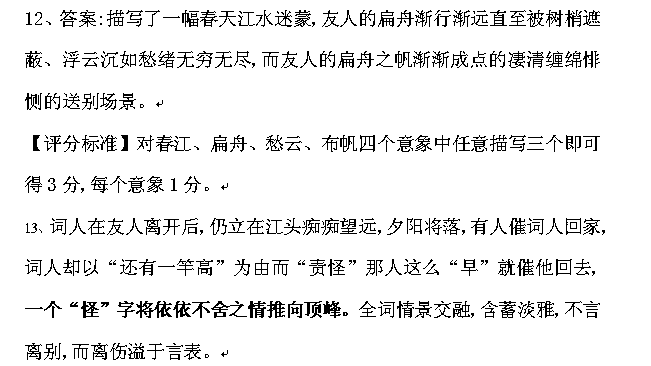 12、答案:描写了一幅春天江水迷蒙,友人的扁舟渐行渐远直至被树梢遮
蔽、浮云沉如愁绪无穷无尽,而友人的扁舟之帆渐渐成点的凄清缠绵悱
恻的送别场景。
【评分标准】对春江、扁舟、愁云、布帆四个意象中任意描写三个即可
得3分,每个意象1分。
13、词人在友人离开后,仍立在江头痴痴望远,夕阳将落,有人催词人回家,
词人却以“还有一竿高”为由而“责怪”那人这么“早”就催他回去,
一个“怪”字将依依不舍之情推向顶峰。全词情景交融,含蓄淡雅,不言
离别,而离伤溢于言表。